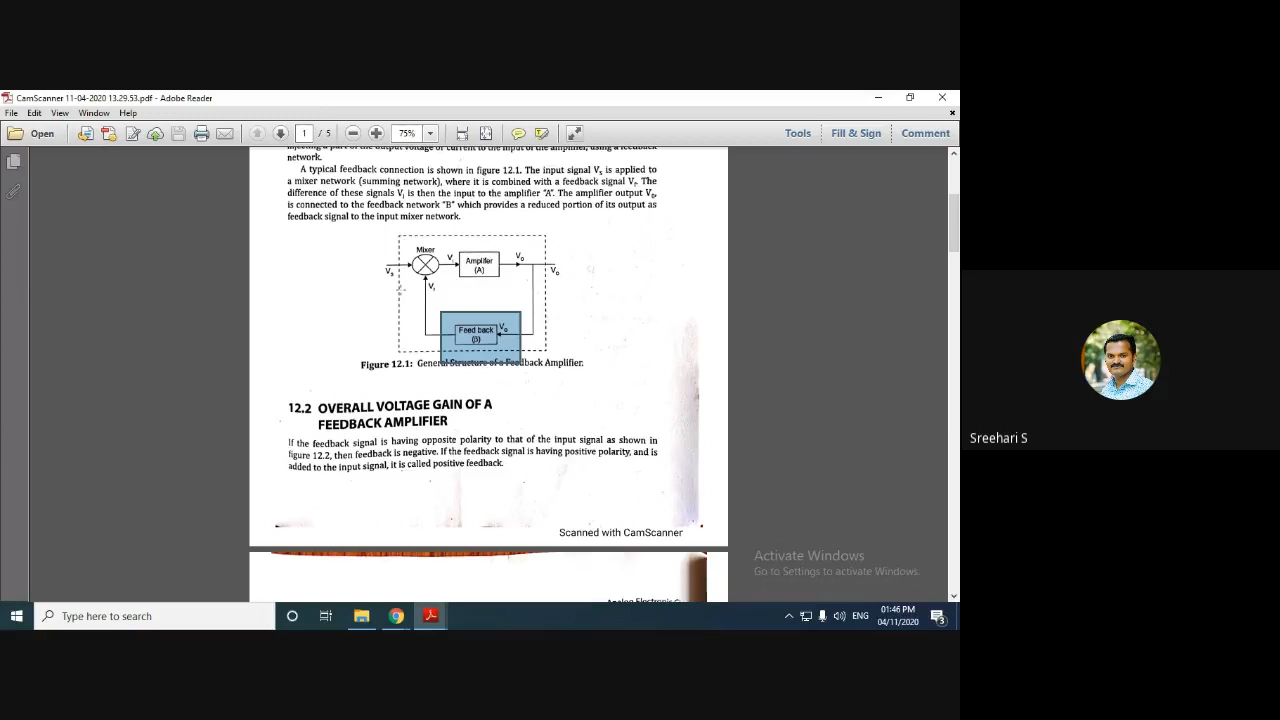 CamScanner 11-04-2020 13.29.53.pdf - Adobe Reader
File Edit View Window Help
Open 1 / 5 75% Tools Fill & Sign Comment
network.
A typical feedback connection is shown in figure 12.1. The input signal Vs is applied to
a mixer network (summing network), where it is combined with a feedback signal Vf. The
difference of these signals Vi is then the input to the amplifier "A". The amplifier output Vo,
is connected to the feedback network "B" which provides a reduced portion of its output as
feedback signal to the input mixer network.
Mixer
Vs
Vi
Amplifier
(A)
Vo
Vo
Vf
Feed back
(β)
Vo
Figure 12.1: General Structure of a Feedback Amplifier.
12.2 OVERALL VOLTAGE GAIN OF A
FEEDBACK AMPLIFIER
If the feedback signal is having opposite polarity to that of the input signal as shown in
figure 12.2, then feedback is negative. If the feedback signal is having positive polarity, and is
added to the input signal, it is called positive feedback.
Scanned with CamScanner
Activate Windows
Go to Settings to activate Windows.
Type here to search
ENG
01:46 PM
04/11/2020
3
Sreehari S